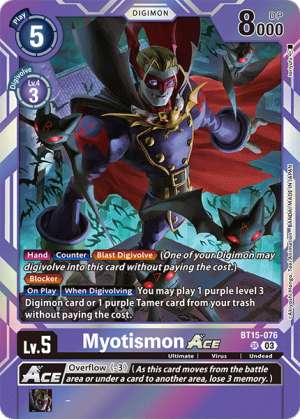 DIGIMON
Play
5
8000 DP
Lv.4
3
Hand Counter Blast Digivolve (One of your Digimon may
digivolve into this card without paying the cost.)
Blocker
On Play When Digivolving You may play 1 purple level 3
Digimon card or 1 purple Tamer card from your trash
without paying the cost.
Lv.5
Myotismon ACE
BT15-076
SR 03
Ultimate Virus Undead
ACE Overflow ⟨-3⟩ (As this card moves from the battle
area or under a card to another area, lose 3 memory.)
-